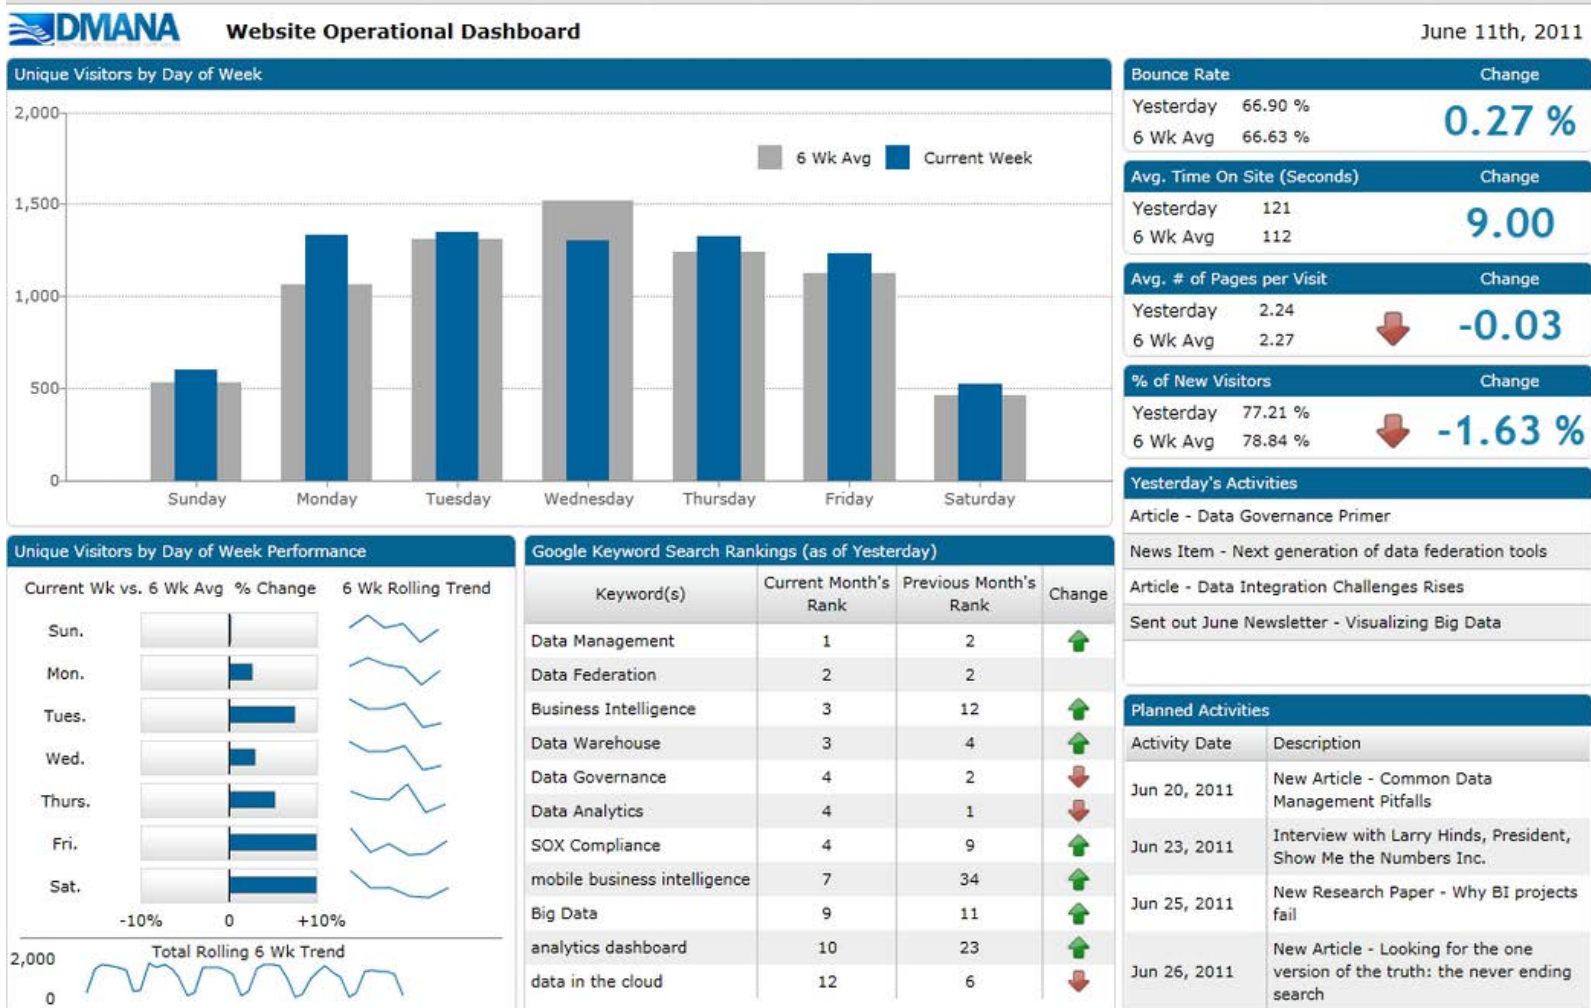 DMANA
Website Operational Dashboard
June 11th, 2011
Unique Visitors by Day of Week
2,000
1,500
1,000
500
0
6 Wk Avg
Current Week
Sunday
Monday
Tuesday
Wednesday
Thursday
Friday
Saturday
Bounce Rate Change
Yesterday 66.90 %
6 Wk Avg 66.63 %
0.27 %
Avg. Time On Site (Seconds) Change
Yesterday 121
6 Wk Avg 112
9.00
Avg. # of Pages per Visit Change
Yesterday 2.24
6 Wk Avg 2.27
-0.03
% of New Visitors Change
Yesterday 77.21 %
6 Wk Avg 78.84 %
-1.63 %
Yesterday's Activities
Article - Data Governance Primer
News Item - Next generation of data federation tools
Article - Data Integration Challenges Rises
Sent out June Newsletter - Visualizing Big Data
Unique Visitors by Day of Week Performance
Current Wk vs. 6 Wk Avg % Change 6 Wk Rolling Trend
Sun.
Mon.
Tues.
Wed.
Thurs.
Fri.
Sat.
-10% 0 +10%
Total Rolling 6 Wk Trend
2,000
0
Google Keyword Search Rankings (as of Yesterday)
Keyword(s) Current Month's Rank Previous Month's Rank Change
Data Management 1 2
Data Federation 2 2
Business Intelligence 3 12
Data Warehouse 3 4
Data Governance 4 2
Data Analytics 4 1
SOX Compliance 4 9
mobile business intelligence 7 34
Big Data 9 11
analytics dashboard 10 23
data in the cloud 12 6
Planned Activities
Activity Date Description
Jun 20, 2011 New Article - Common Data
Management Pitfalls
Jun 23, 2011 Interview with Larry Hinds, President,
Show Me the Numbers Inc.
Jun 25, 2011 New Research Paper - Why BI projects
fail
Jun 26, 2011 New Article - Looking for the one
version of the truth: the never ending
search